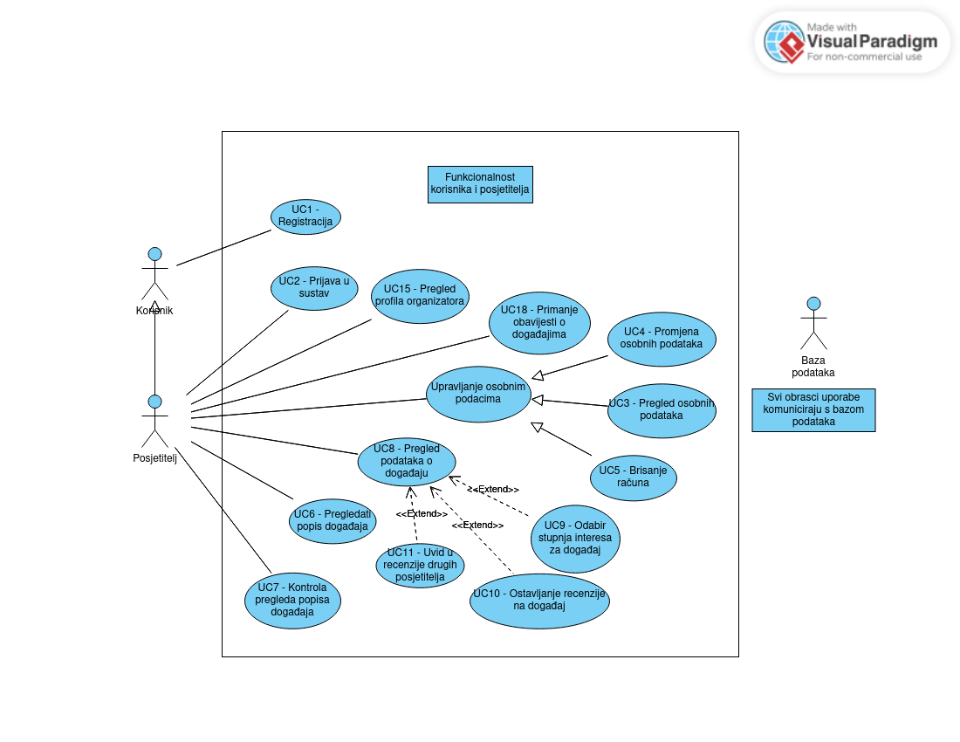 Made with
VisualParadigm
For non-commercial use
Funkcionalnost
korisnika i posjetitelja
UC1 -
Registracija
Korisnik
UC2 - Prijava u
sustav
UC15 - Pregled
profila organizatora
UC18 - Primanje
obavijesti o
događajima
UC4 - Promjena
osobnih podataka
Baza
podataka
Upravljanje osobnim
podacima
UC3 - Pregled osobnih
podataka
Svi obrasci uporabe
komuniciraju s bazom
podataka
Posjetitelj
UC8 - Pregled
podataka o
događaju
UC5 - Brisanje
računa
<<Extend>>
<<Extend>>
<<Extend>>
UC6 - Pregledati
popis događaja
UC9 - Odabir
stupnja interesa
za događaj
UC11 - Uvid u
recenzije drugih
posjetitelja
UC7 - Kontrola
pregleda popisa
događaja
UC10 - Ostavljanje recenzije
na događaj